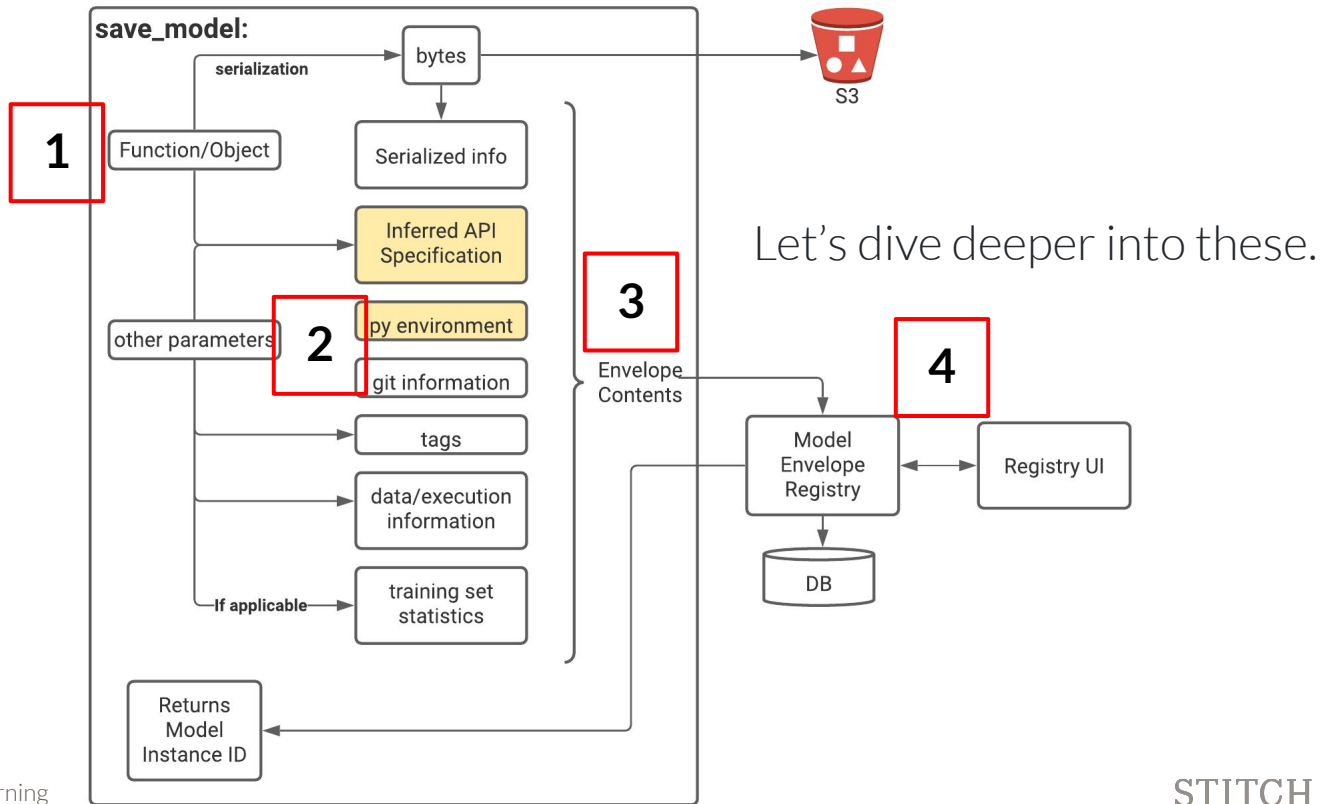 save_model:
serialization
bytes
S3
1
Function/Object
Serialized info
Inferred API
Specification
Let's dive deeper into these.
3
2
other parameters
py environment
git information
Envelope
Contents
4
tags
Model
Envelope
Registry
Registry UI
data/execution
information
DB
If applicable
training set
statistics
Returns
Model
Instance ID
rning
STITCH